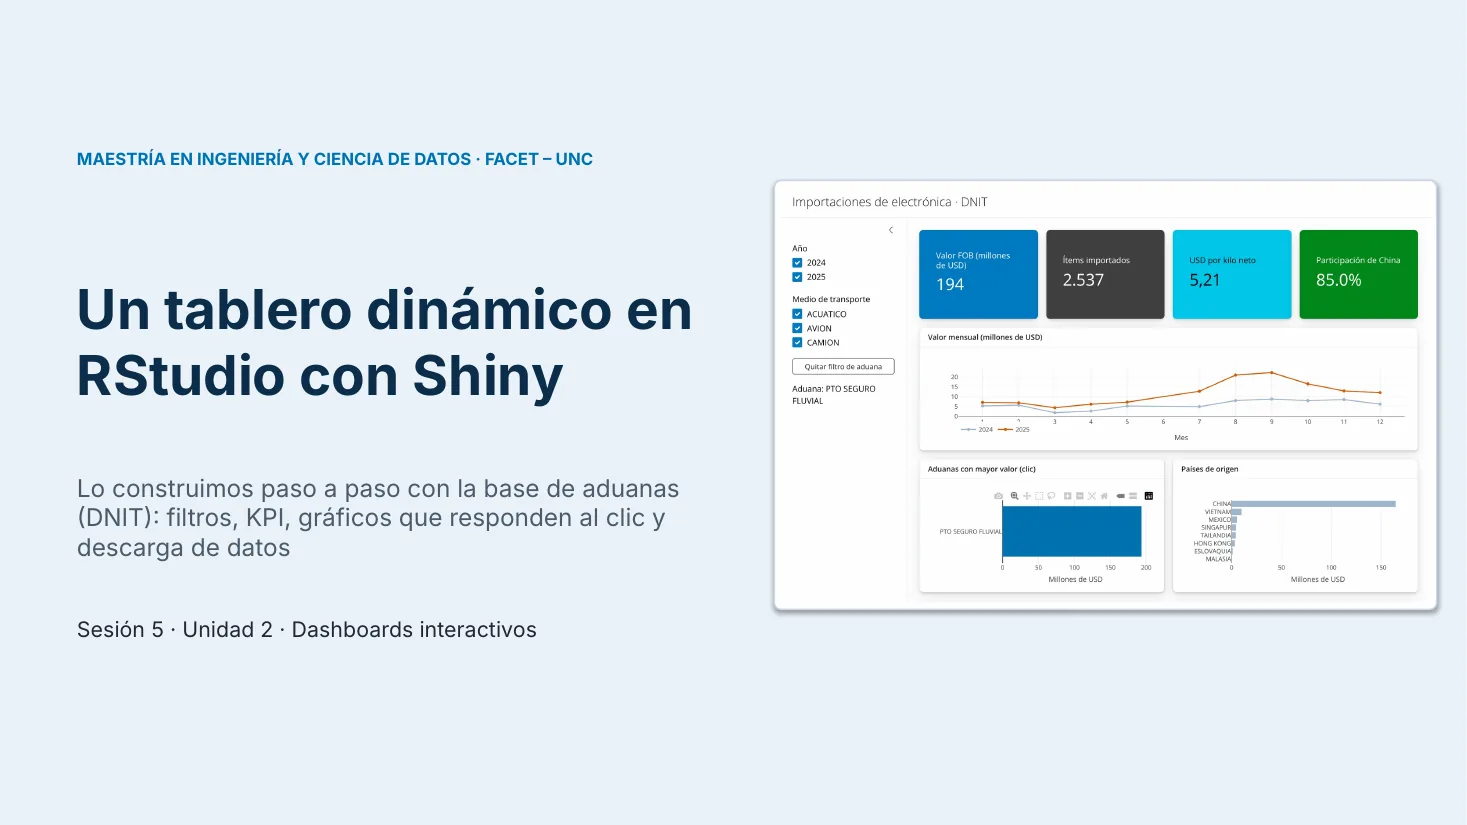 MAESTRÍA EN INGENIERÍA Y CIENCIA DE DATOS · FACET – UNC
Un tablero dinámico en
RStudio con Shiny
Lo construimos paso a paso con la base de aduanas
(DNIT): filtros, KPI, gráficos que responden al clic y
descarga de datos
Sesión 5 · Unidad 2 · Dashboards interactivos
Importaciones de electrónica · DNIT
Año
2024
2025
Medio de transporte
ACUATICO
AVION
CAMION
Quitar filtro de aduana
Aduana: PTO SEGURO
FLUVIAL
Valor FOB (millones
de USD)
194
Ítems importados
2.537
USD por kilo neto
5,21
Participación de China
85.0%
Valor mensual (millones de USD)
20
15
10
5
0
3 4 5 6 7 8 9 10 11 12
2024 2025
Mes
Aduanas con mayor valor (clic)
PTO SEGURO FLUVIAL
0 50 100 150 200
Millones de USD
Países de origen
CHINA
VIETNAM
MEXICO
SINGAPUR
TAILANDIA
HONG KONG
ESLOVAQUIA
MALASIA
0 50 100 150
Millones de USD